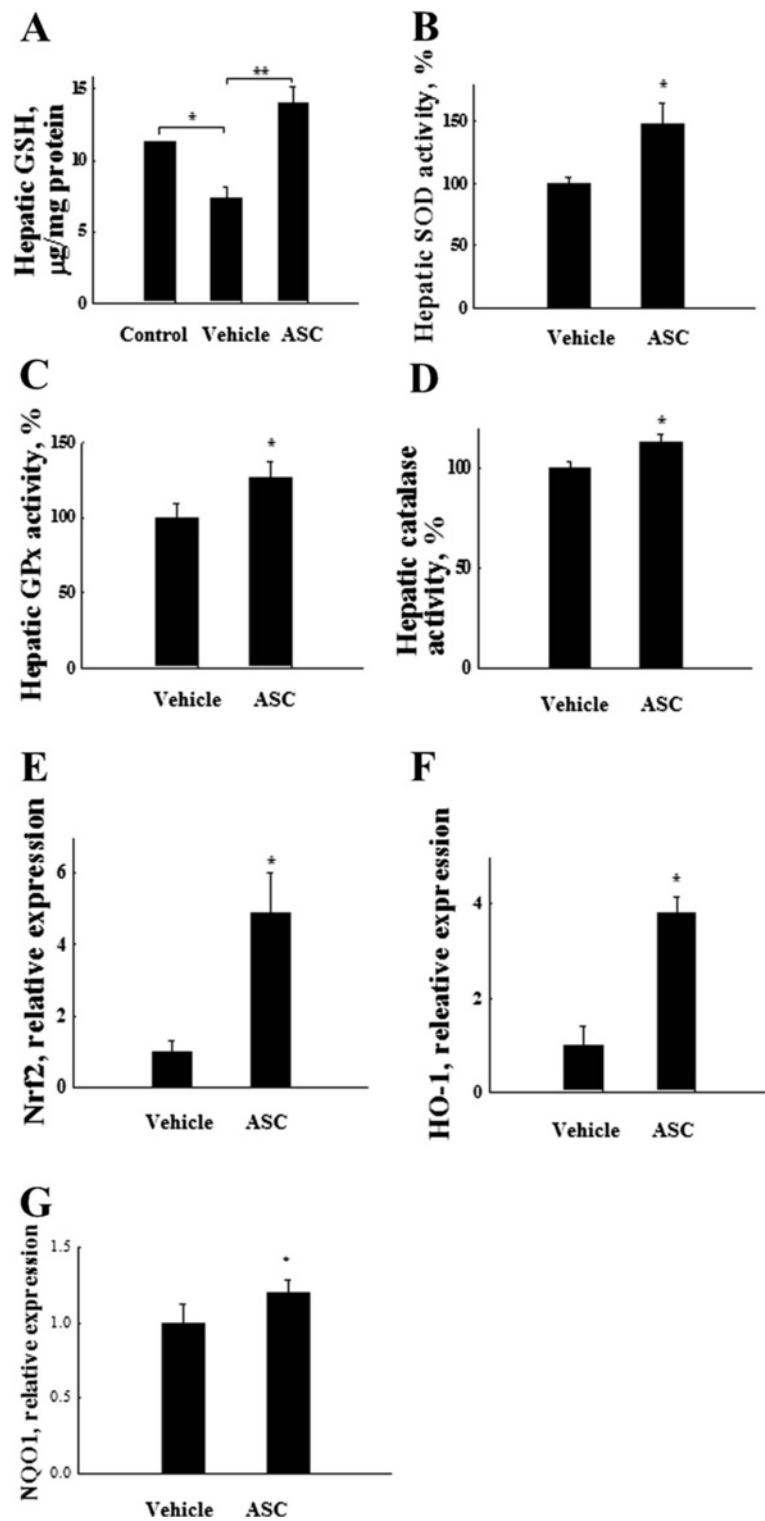 A
Hepatic GSH,
µg/mg protein
15
10
5
0
*
**
Control Vehicle ASC
B
Hepatic SOD activity, %
150
100
50
0
*
Vehicle ASC
C
Hepatic GPx activity, %
150
100
50
0
*
Vehicle ASC
D
Hepatic catalase
activity, %
100
50
0
*
Vehicle ASC
E
Nrf2, relative expression
6
4
2
0
*
Vehicle ASC
F
HO-1, releative expression
4
2
0
*
Vehicle ASC
G
NQO1, relative expression
1.5
1.0
0.5
0.0
*
Vehicle ASC